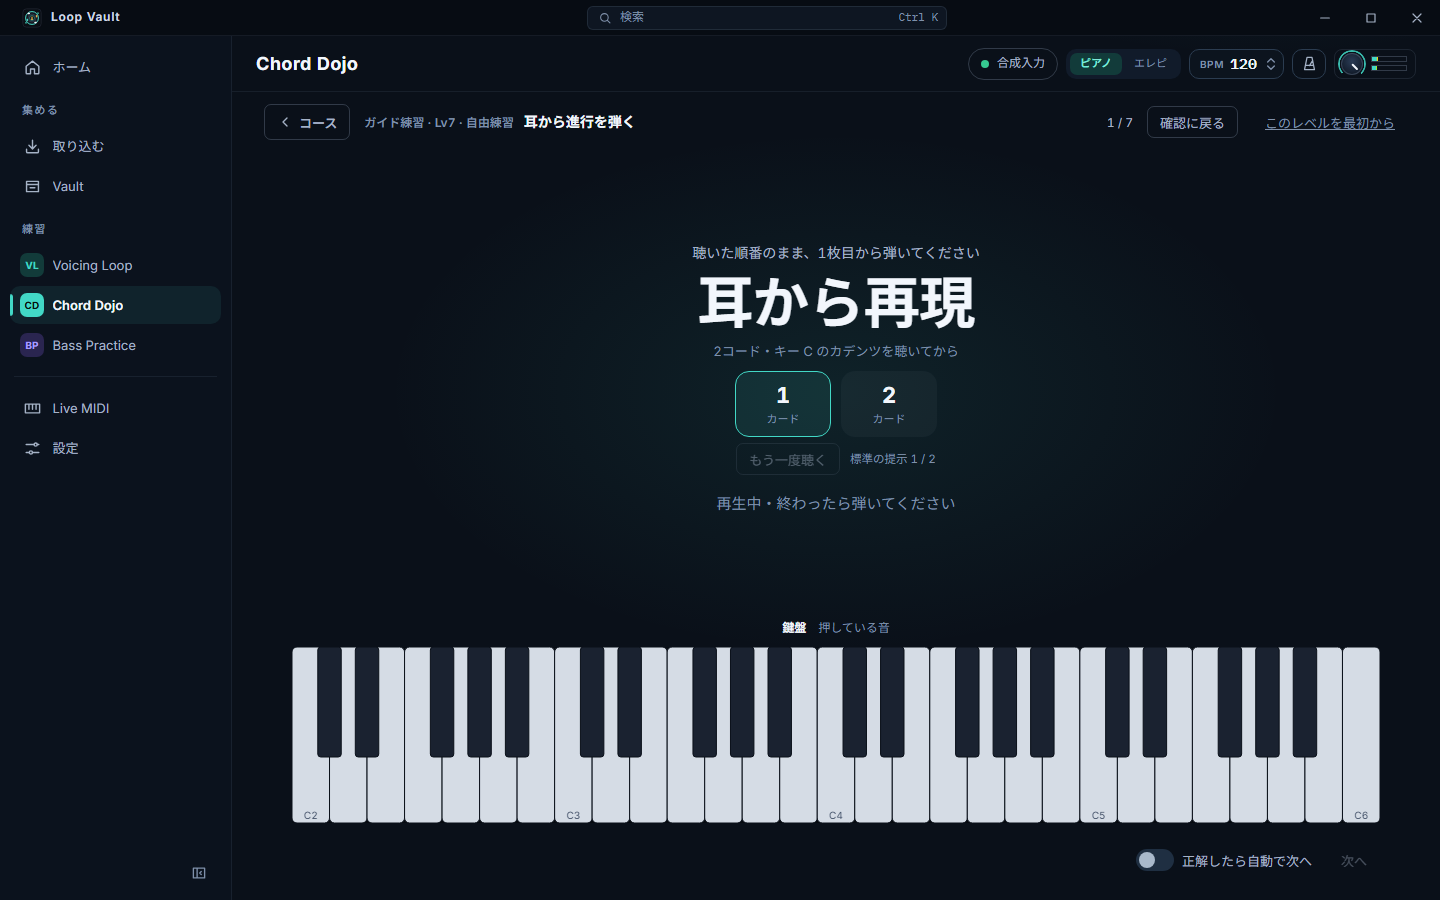 Loop Vault
検索
Ctrl K
ホーム
集める
取り込む
Vault
練習
VL Voicing Loop
CD Chord Dojo
BP Bass Practice
Live MIDI
設定
Chord Dojo
合成入力
ピアノ エレピ
BPM 120
コース
ガイド練習 · Lv7 · 自由練習 耳から進行を弾く
1 / 7
確認に戻る
このレベルを最初から
聴いた順番のまま、1枚目から弾いてください
耳から再現
2コード・キー C のカデンツを聴いてから
1 2
カード カード
もう一度聴く 標準の提示 1 / 2
再生中・終わったら弾いてください
鍵盤 押している音
C2 C3 C4 C5 C6
正解したら自動で次へ 次へ